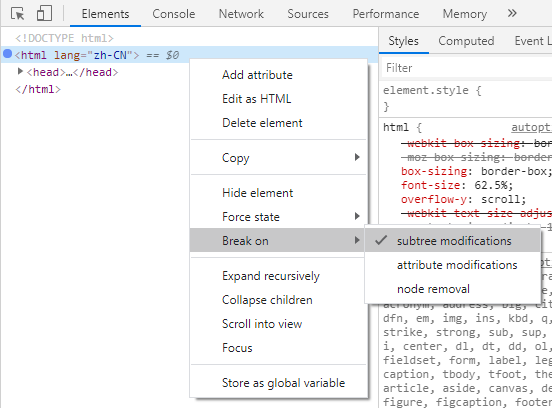 Elements Console Network Sources Performance Memory »
<!DOCTYPE html>
<html lang="zh-CN"> == $0
<head>…</head>
</html>
Add attribute
Edit as HTML
Delete element
Copy
Hide element
Force state
Break on
Expand recursively
Collapse children
Scroll into view
Focus
Store as global variable
subtree modifications
attribute modifications
node removal
Styles Computed Event L
Filter
element.style {
}
html { autopt
-webkit-box-sizing: bor
-moz-box-sizing: border
box-sizing: border-box;
font-size: 62.5%;
overflow-y: scroll;
-webkit-text-size-adjus
acronym, address, big, cit
dfn, em, img, ins, kbd, q,
strike, strong, sub, sup,
i, center, dl, dt, dd, ol,
fieldset, form, label, leg
caption, tbody, tfoot, the
article, aside, canvas, de
figure, figcaption, footer